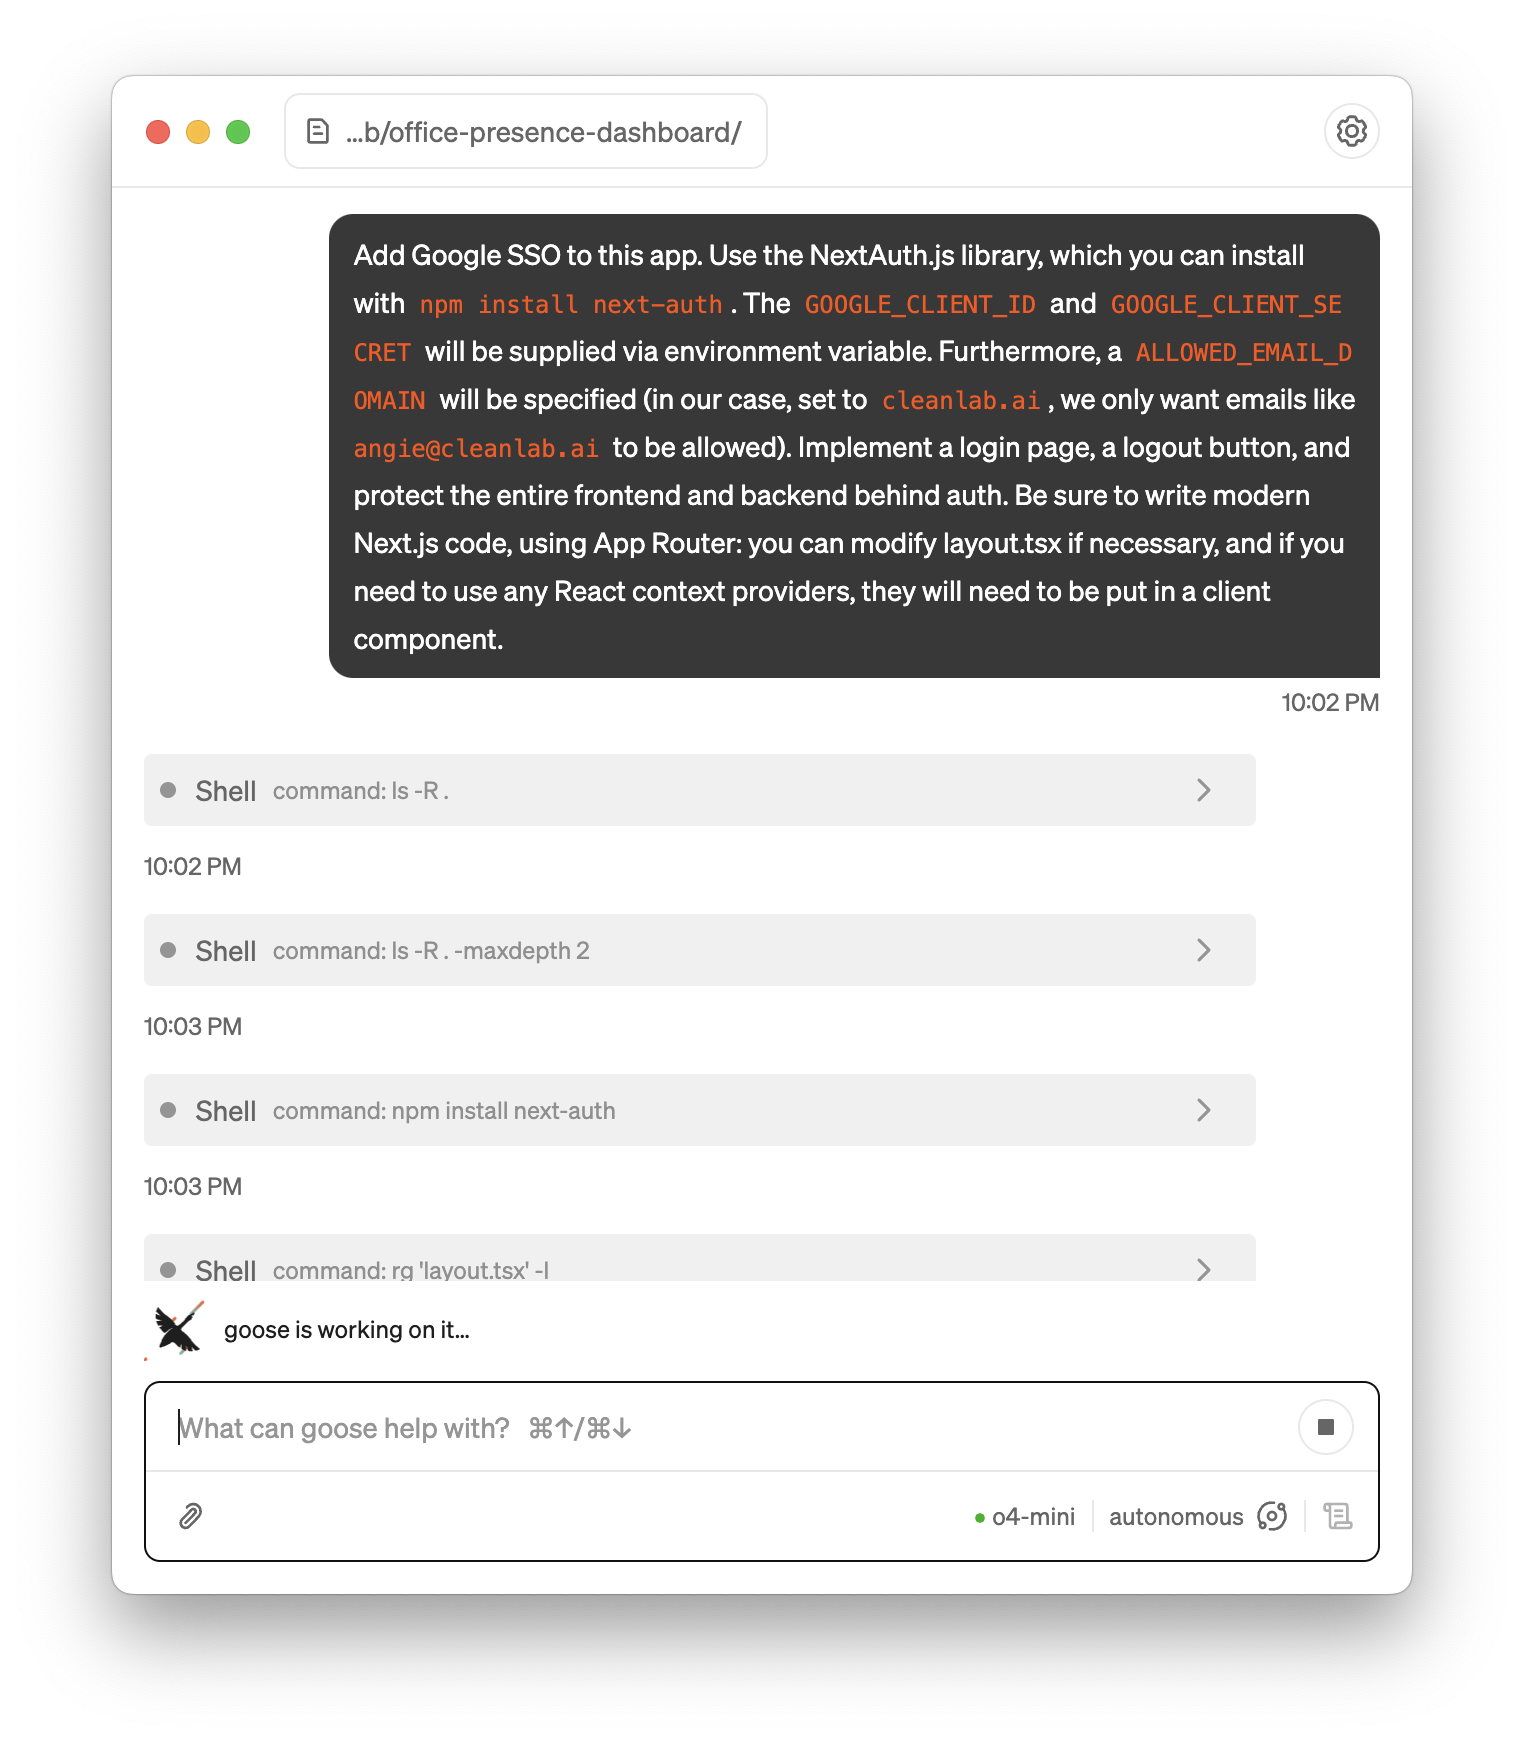 ...b/office-presence-dashboard/
Add Google SSO to this app. Use the NextAuth.js library, which you can install
with npm install next-auth. The GOOGLE_CLIENT_ID and GOOGLE_CLIENT_SE
CRET will be supplied via environment variable. Furthermore, a ALLOWED_EMAIL_D
OMAIN will be specified (in our case, set to cleanlab.ai, we only want emails like
angie@cleanlab.ai to be allowed). Implement a login page, a logout button, and
protect the entire frontend and backend behind auth. Be sure to write modern
Next.js code, using App Router: you can modify layout.tsx if necessary, and if you
need to use any React context providers, they will need to be put in a client
component.
10:02 PM
Shell command: ls -R .
10:02 PM
Shell command: ls -R . -maxdepth 2
10:03 PM
Shell command: npm install next-auth
10:03 PM
Shell command: rg 'layout.tsx' -l
goose is working on it...
What can goose help with? ⌘↑/⌘↓
o4-mini autonomous